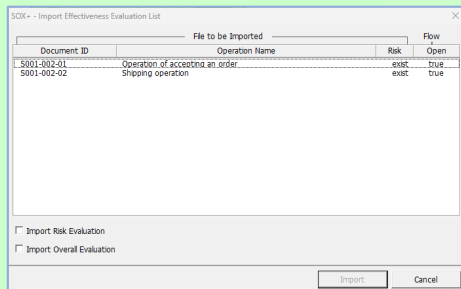 SOX+ - Import Effectiveness Evaluation List
File to be Imported Flow
Document ID Operation Name Risk Open
S001-002-01 Operation of accepting an order exist true
S001-002-02 Shipping operation exist true
Import Risk Evaluation
Import Overall Evaluation
Import Cancel